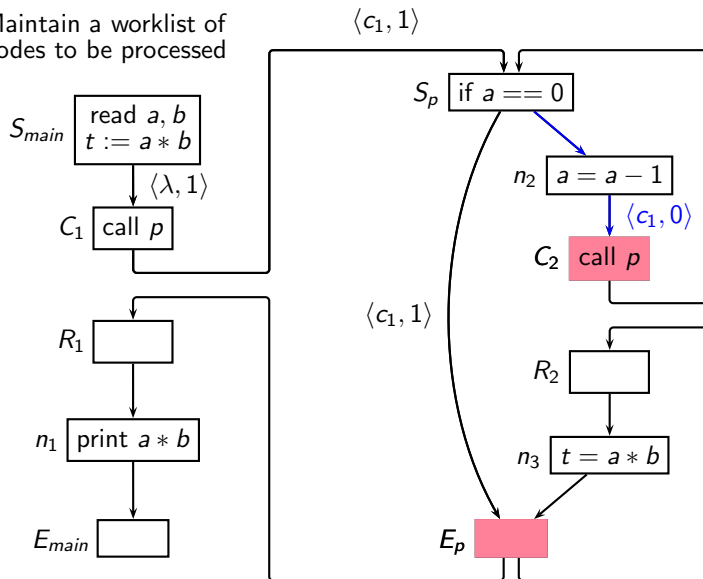 Maintain a worklist of
nodes to be processed
⟨c₁, 1⟩
S_main
read a, b
t := a * b
⟨λ, 1⟩
C₁
call p
S_p
if a == 0
n₂
a = a − 1
⟨c₁, 0⟩
C₂
call p
⟨c₁, 1⟩
R₁
R₂
n₁
print a * b
n₃
t = a * b
E_main
E_p